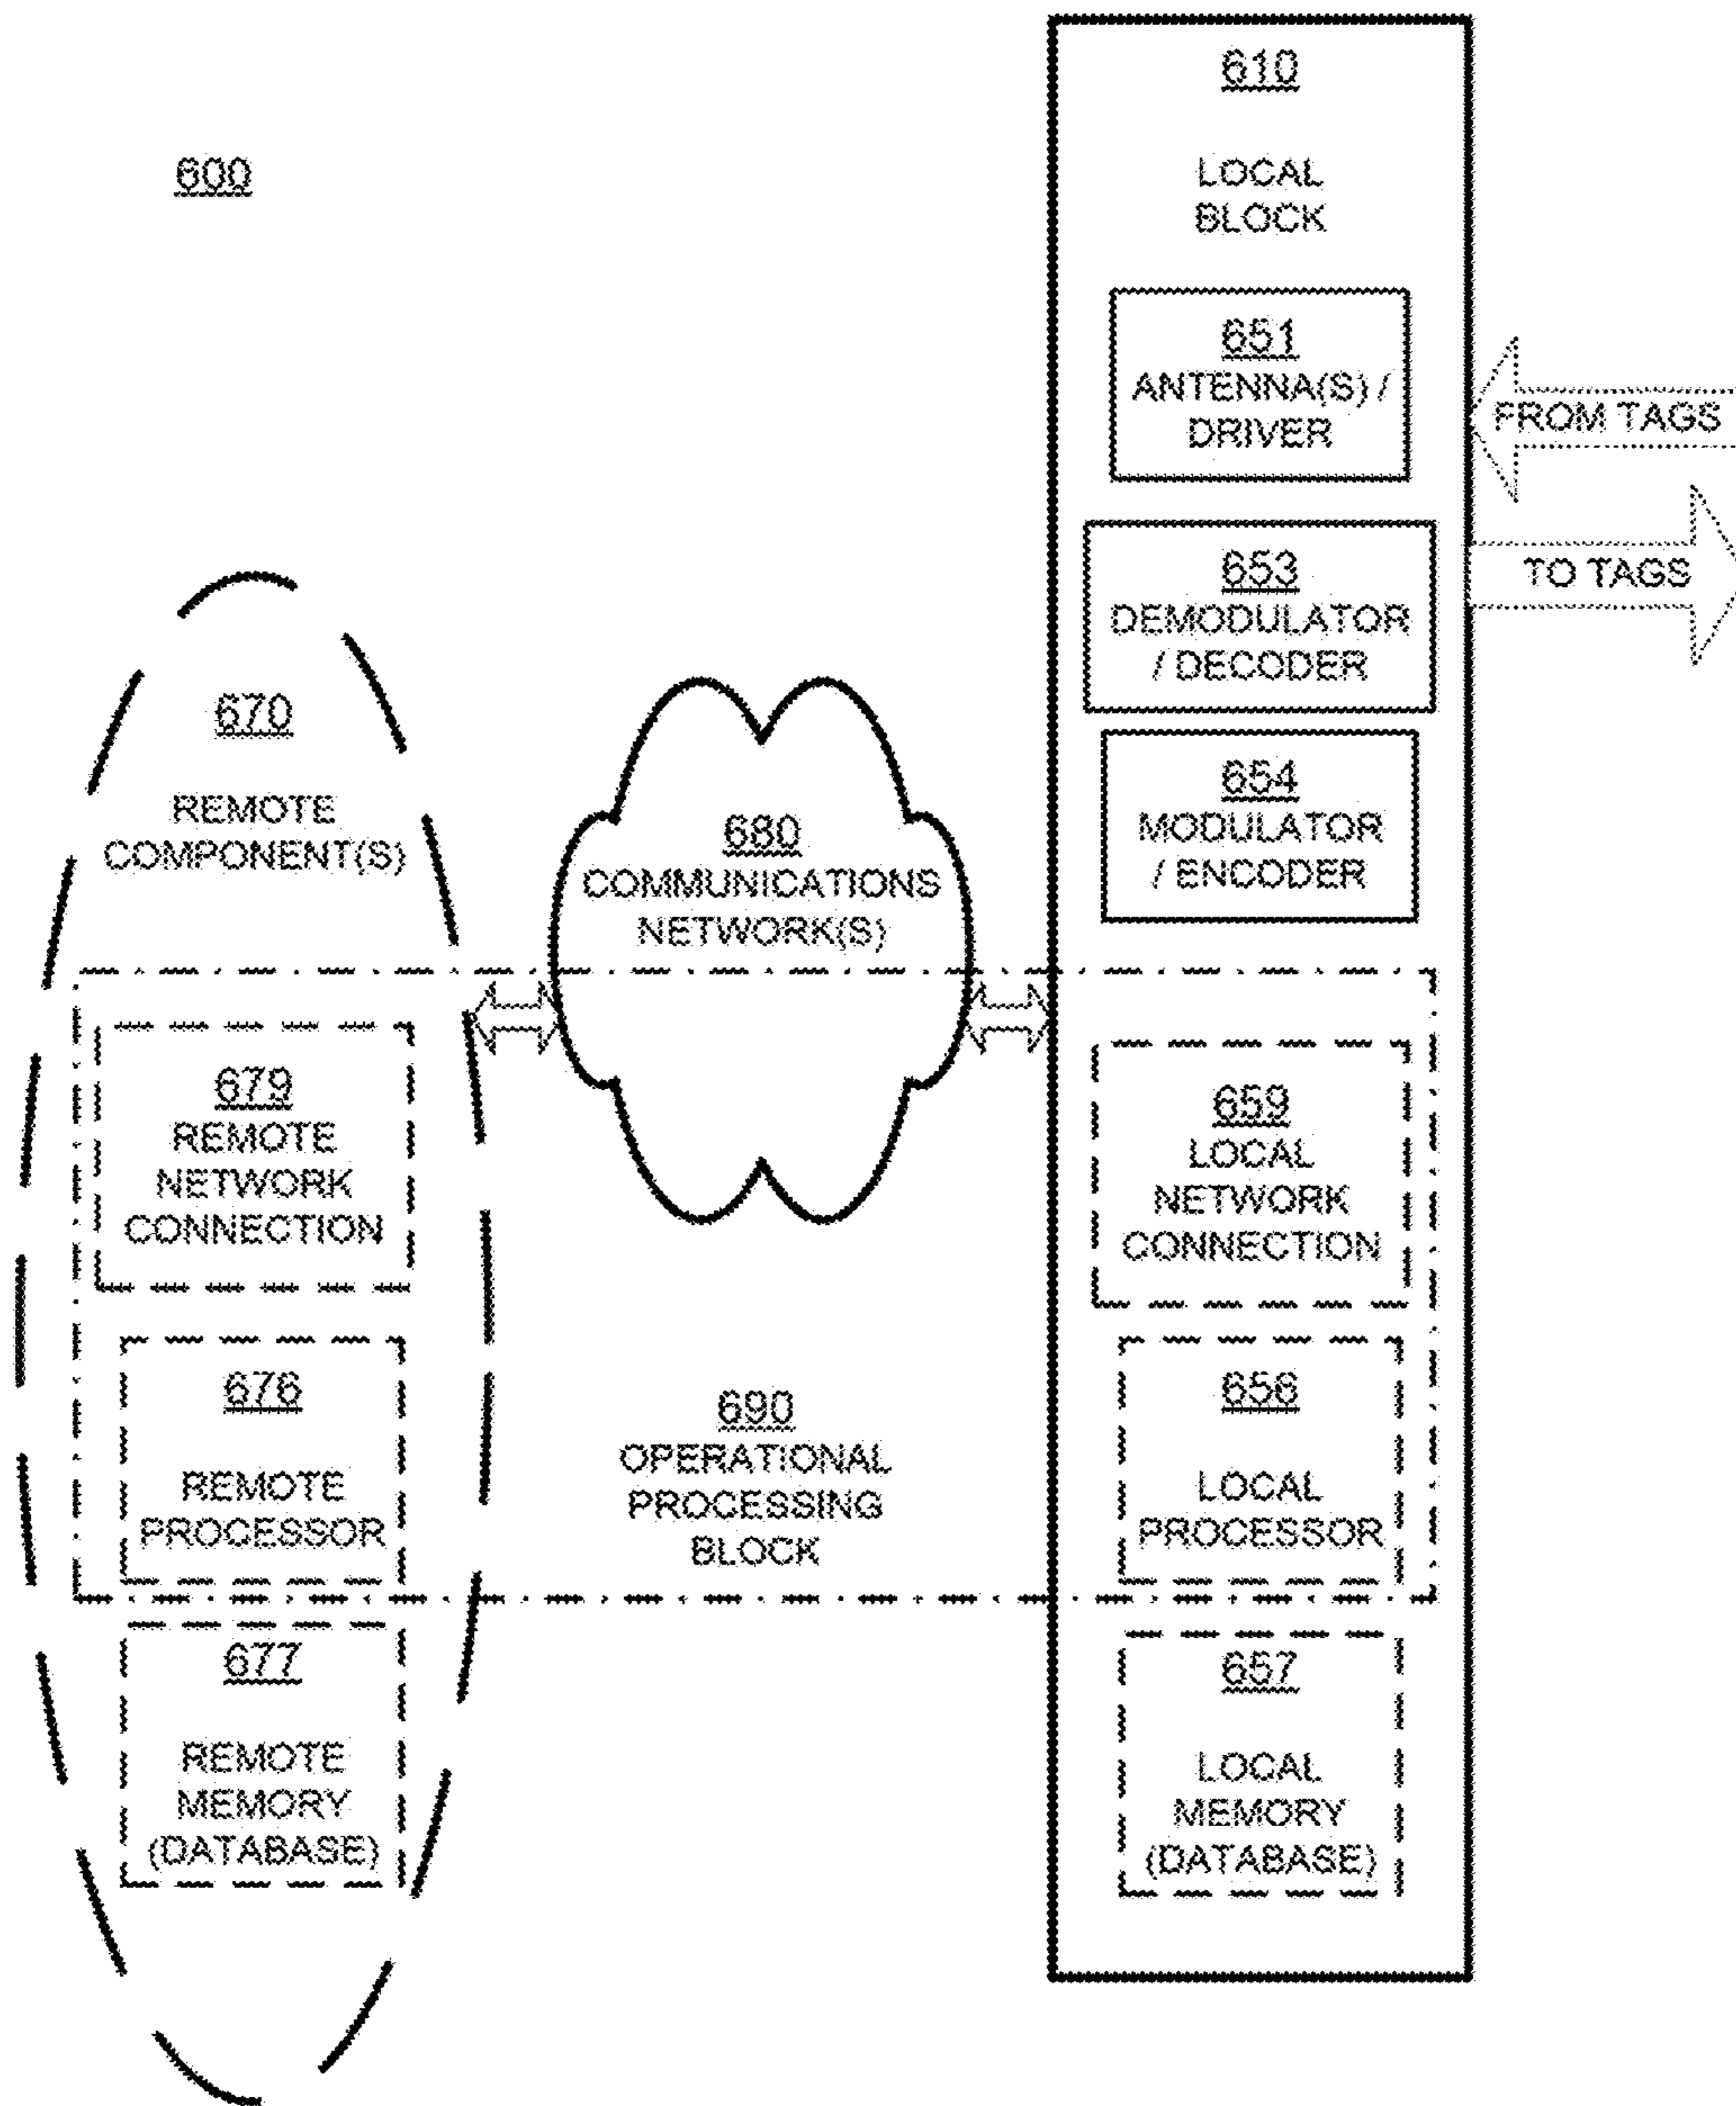 600
610
LOCAL
BLOCK
651
ANTENNA(S) /
DRIVER
FROM TAGS
653
DEMODULATOR
/ DECODER
TO TAGS
654
MODULATOR
/ ENCODER
670
REMOTE
COMPONENT(S)
680
COMMUNICATIONS
NETWORK(S)
679
REMOTE
NETWORK
CONNECTION
659
LOCAL
NETWORK
CONNECTION
676
REMOTE
PROCESSOR
690
OPERATIONAL
PROCESSING
BLOCK
656
LOCAL
PROCESSOR
677
REMOTE
MEMORY
(DATABASE)
657
LOCAL
MEMORY
(DATABASE)